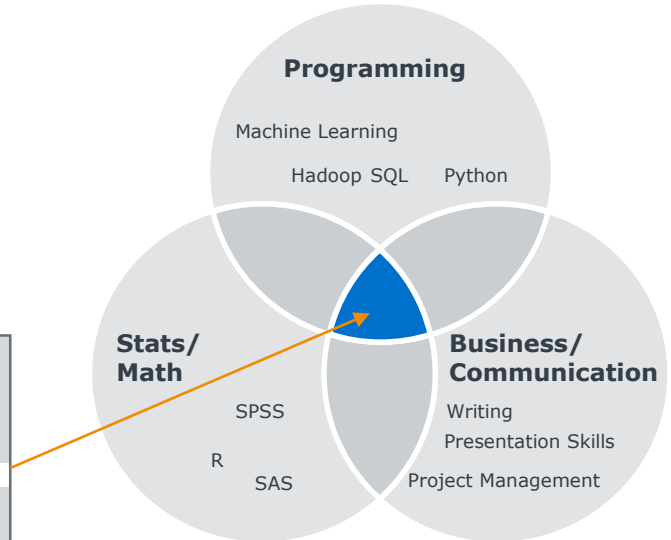 Programming
Machine Learning
Hadoop SQL Python
Stats/
Math
SPSS
R
SAS
Business/
Communication
Writing
Presentation Skills
Project Management